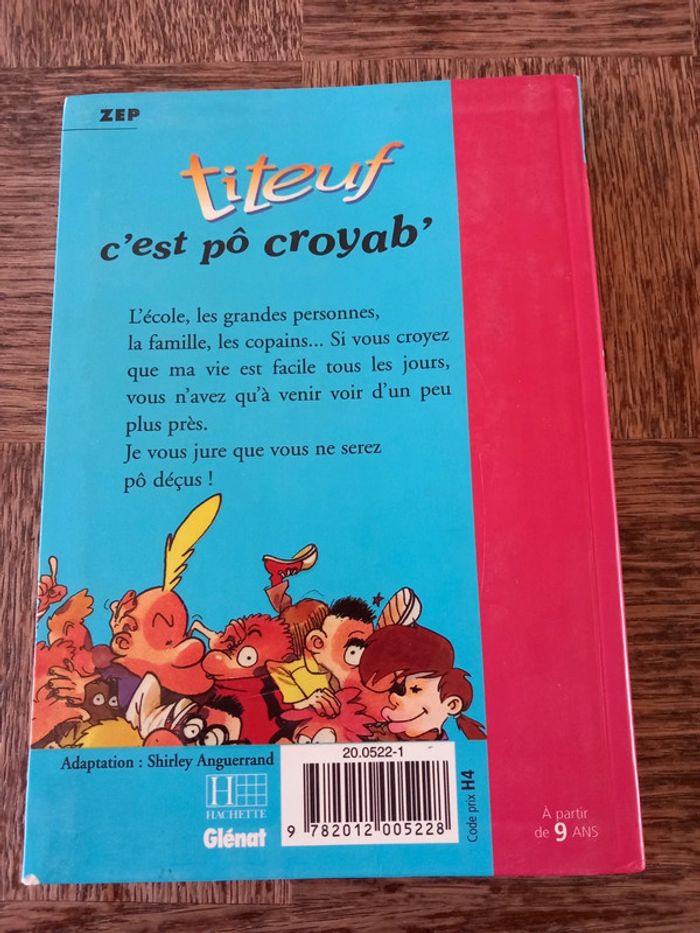 ZEP
titeuf
c'est pô croyab'
L'école, les grandes personnes,
la famille, les copains... Si vous croyez
que ma vie est facile tous les jours,
vous n'avez qu'à venir voir d'un peu
plus près.
Je vous jure que vous ne serez
pô déçus !
Adaptation : Shirley Anguerrand
H
HACHETTE
Glénat
20.0522-1
9 782012 005228
Code prix H4
À partir
de 9 ANS